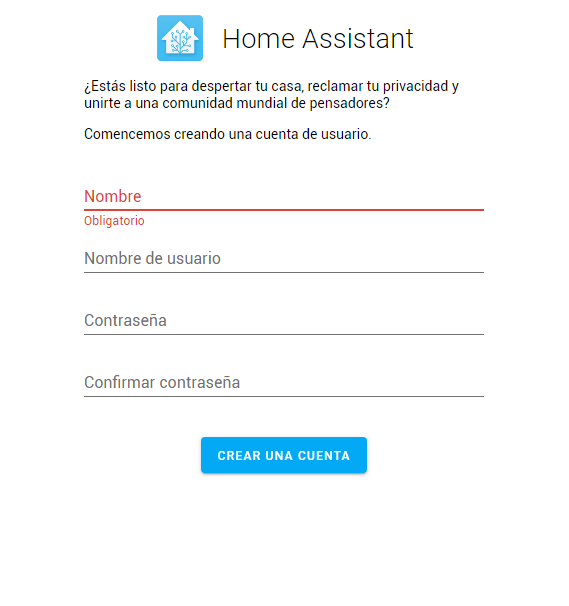 Home Assistant
¿Estás listo para despertar tu casa, reclamar tu privacidad y
unirte a una comunidad mundial de pensadores?
Comencemos creando una cuenta de usuario.
Nombre
Obligatorio
Nombre de usuario
Contraseña
Confirmar contraseña
CREAR UNA CUENTA